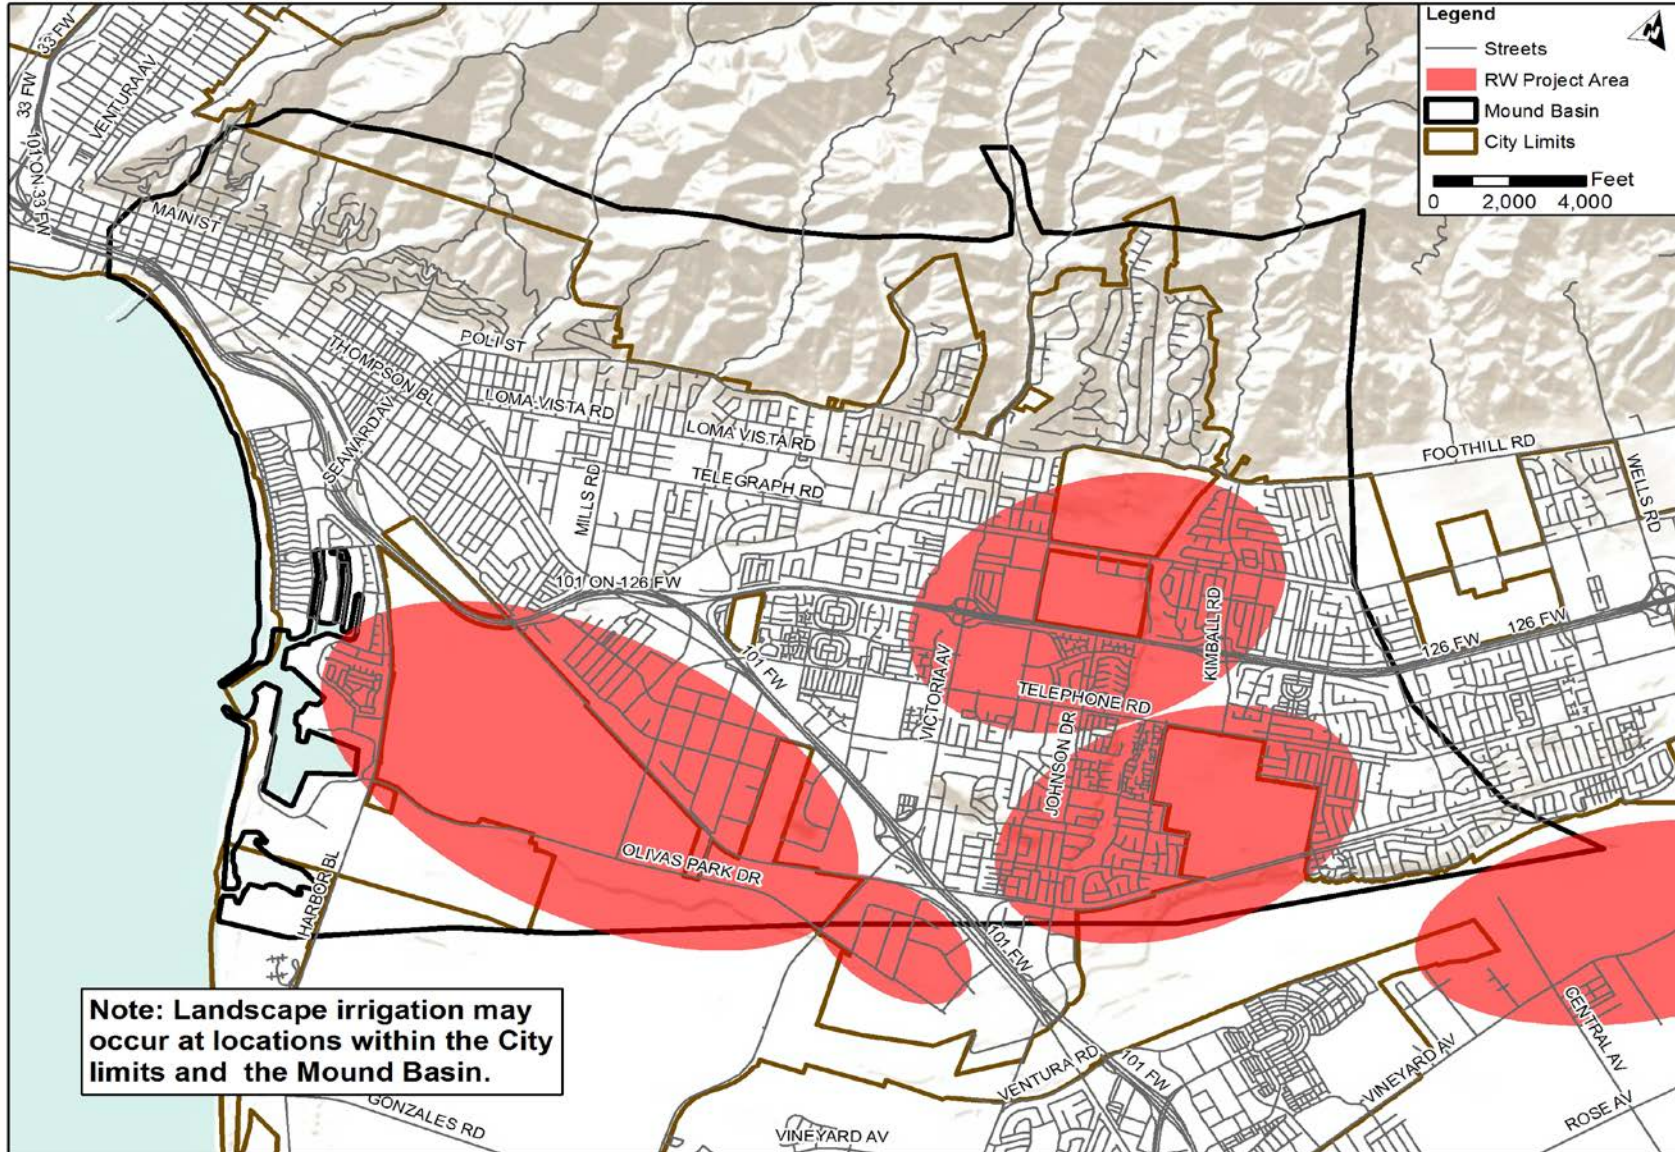 Legend
Streets
RW Project Area
Mound Basin
City Limits
Feet
0 2,000 4,000
N
33 FW
33 FW
VENTURA AV
101 ON 33 FW
MAIN ST
POLI ST
THOMPSON BL
LOMA VISTA RD
LOMA VISTA RD
SEAWARD AV
MILLS RD
TELEGRAPH RD
FOOTHILL RD
WELLS RD
101 ON 126 FW
KIMBALL RD
126 FW
126 FW
101 FW
VICTORIA AV
TELEPHONE RD
JOHNSON DR
OLIVAS PARK DR
HARBOR BL
101 FW
CENTRAL AV
Note: Landscape irrigation may
occur at locations within the City
limits and the Mound Basin.
VENTURA RD
101 FW
VINEYARD AV
GONZALES RD
VINEYARD AV
ROSE AV